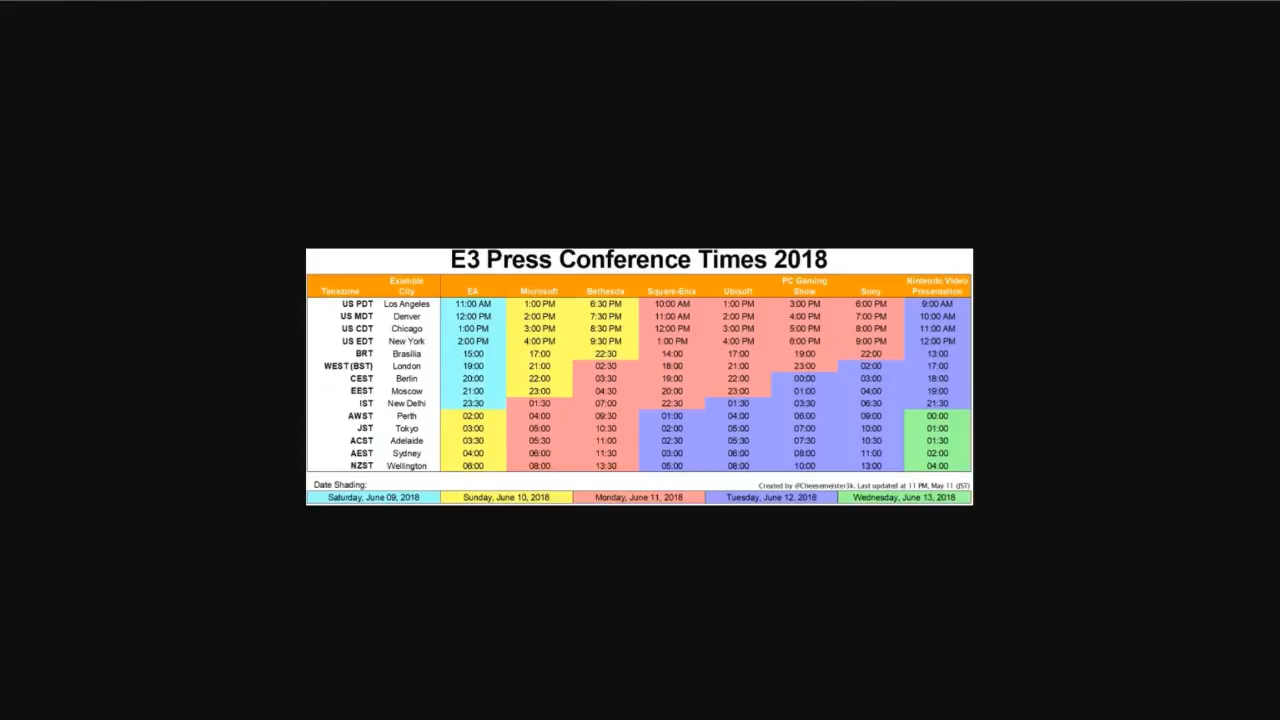 E3 Press Conference Times 2018
Timezone Example City EA Microsoft Bethesda Square-Enix Ubisoft PC Gaming Show Sony Nintendo Video Presentation
US PDT Los Angeles 11:00 AM 1:00 PM 6:30 PM 10:00 AM 1:00 PM 3:00 PM 6:00 PM 9:00 AM
US MDT Denver 12:00 PM 2:00 PM 7:30 PM 11:00 AM 2:00 PM 4:00 PM 7:00 PM 10:00 AM
US CDT Chicago 1:00 PM 3:00 PM 8:30 PM 12:00 PM 3:00 PM 5:00 PM 8:00 PM 11:00 AM
US EDT New York 2:00 PM 4:00 PM 9:30 PM 1:00 PM 4:00 PM 6:00 PM 9:00 PM 12:00 PM
BRT Brasilia 15:00 17:00 22:30 14:00 17:00 19:00 22:00 13:00
WEST (BST) London 19:00 21:00 02:30 18:00 21:00 23:00 02:00 17:00
CEST Berlin 20:00 22:00 03:30 19:00 22:00 00:00 03:00 18:00
EEST Moscow 21:00 23:00 04:30 20:00 23:00 01:00 04:00 19:00
IST New Delhi 23:30 01:30 07:00 22:30 01:30 03:30 06:30 21:30
AWST Perth 02:00 04:00 09:30 01:00 04:00 06:00 09:00 00:00
JST Tokyo 03:00 05:00 10:30 02:00 05:00 07:00 10:00 01:00
ACST Adelaide 03:30 05:30 11:00 02:30 05:30 07:30 10:30 01:30
AEST Sydney 04:00 06:00 11:30 03:00 06:00 08:00 11:00 02:00
NZST Wellington 06:00 08:00 13:30 05:00 08:00 10:00 13:00 04:00
Date Shading: Created by @Cheesemeister3k. Last updated at 11 PM, May 11 (JST)
Saturday, June 09, 2018 Sunday, June 10, 2018 Monday, June 11, 2018 Tuesday, June 12, 2018 Wednesday, June 13, 2018